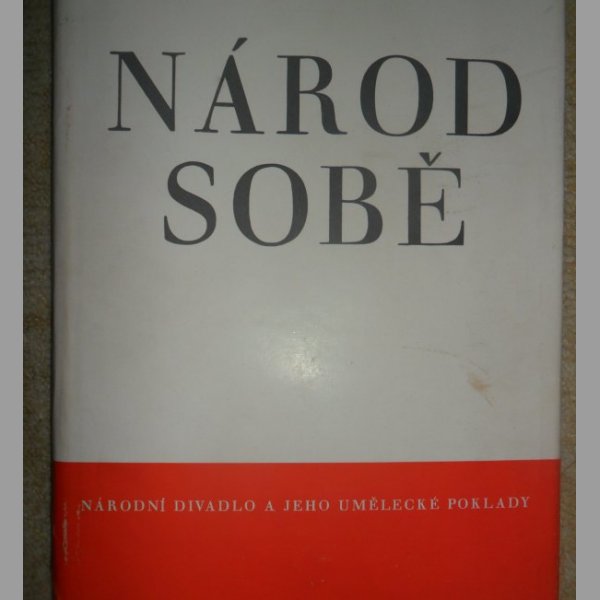 NÁROD
SOBĚ
NÁRODNÍ DIVADLO A JEHO UMĚLECKÉ POKLADY